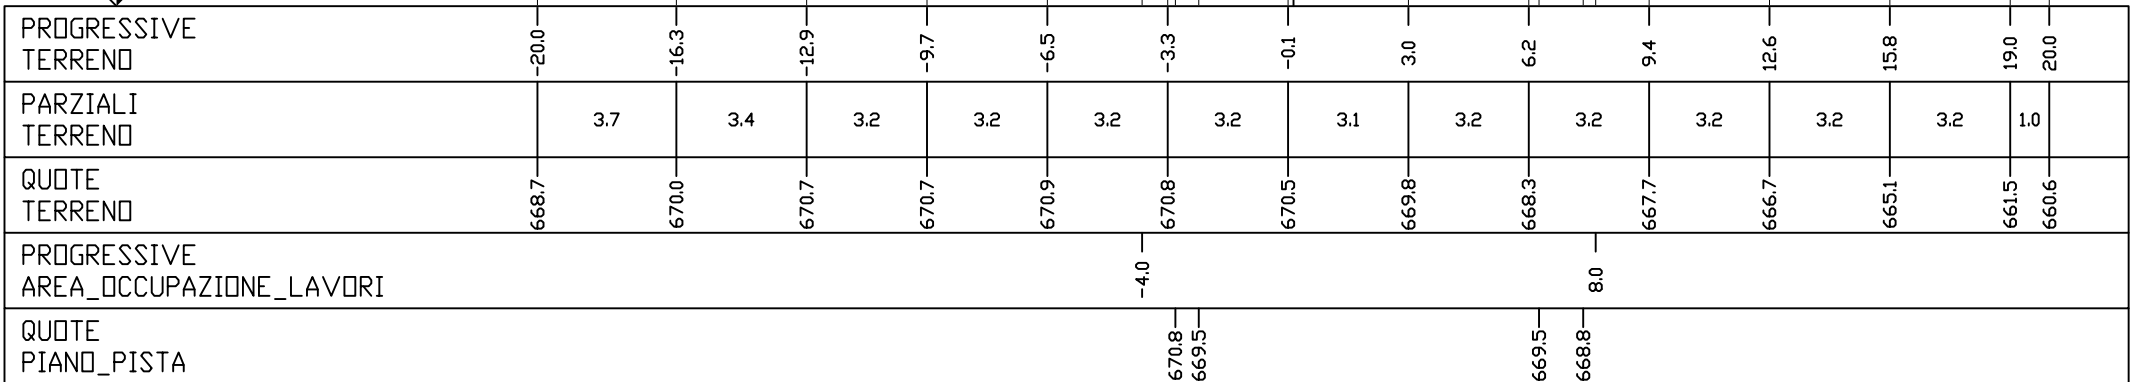 PROGRESSIVE
TERRENO
-20.0 -16.3 -12.9 -9.7 -6.5 -3.3 -0.1 3.0 6.2 9.4 12.6 15.8 19.0 20.0
PARZIALI
TERRENO
3.7 3.4 3.2 3.2 3.2 3.2 3.1 3.2 3.2 3.2 3.2 3.2 1.0
QUOTE
TERRENO
668.7 670.0 670.7 670.7 670.9 670.8 670.5 669.8 668.3 667.7 666.7 665.1 661.5 660.6
PROGRESSIVE
AREA_OCCUPAZIONE_LAVORI
-4.0 8.0
QUOTE
PIANO_PISTA
670.8 669.5 669.5 668.8